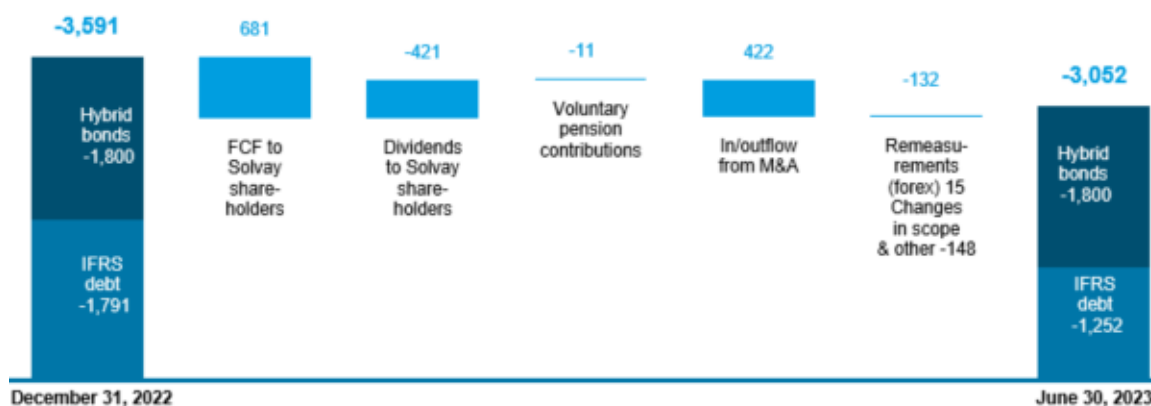 -3,591
Hybrid
bonds
-1,800
IFRS
debt
-1,791
681
FCF to
Solvay
share-
holders
-421
Dividends
to Solvay
share-
holders
-11
Voluntary
pension
contributions
422
In/outflow
from M&A
-132
Remeasu-
rements
(forex) 15
Changes
in scope
& other -148
-3,052
Hybrid
bonds
-1,800
IFRS
debt
-1,252
December 31, 2022
June 30, 2023